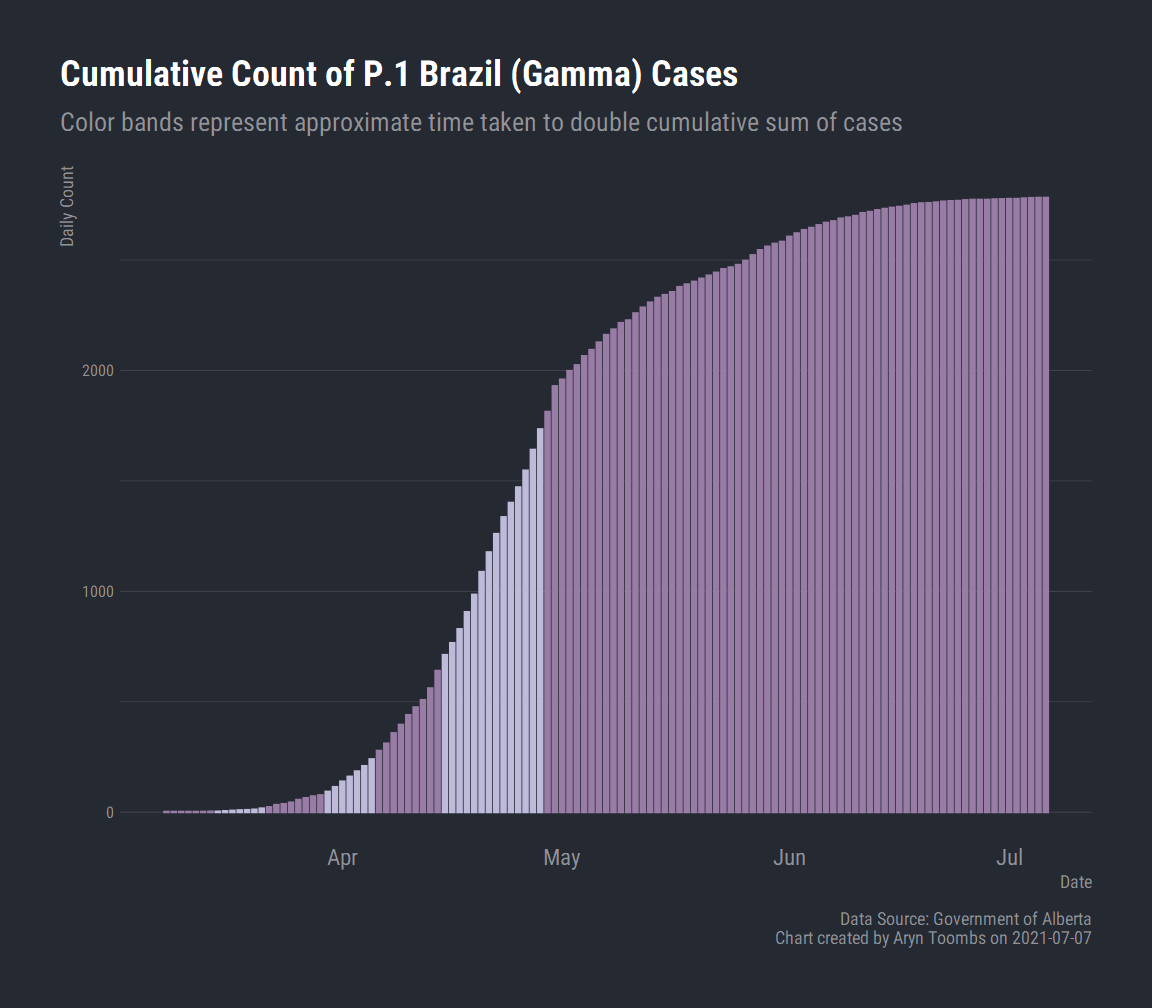 Cumulative Count of P.1 Brazil (Gamma) Cases
Color bands represent approximate time taken to double cumulative sum of cases
Daily Count
2000
1000
0
Apr May Jun Jul
Date
Data Source: Government of Alberta
Chart created by Aryn Toombs on 2021-07-07